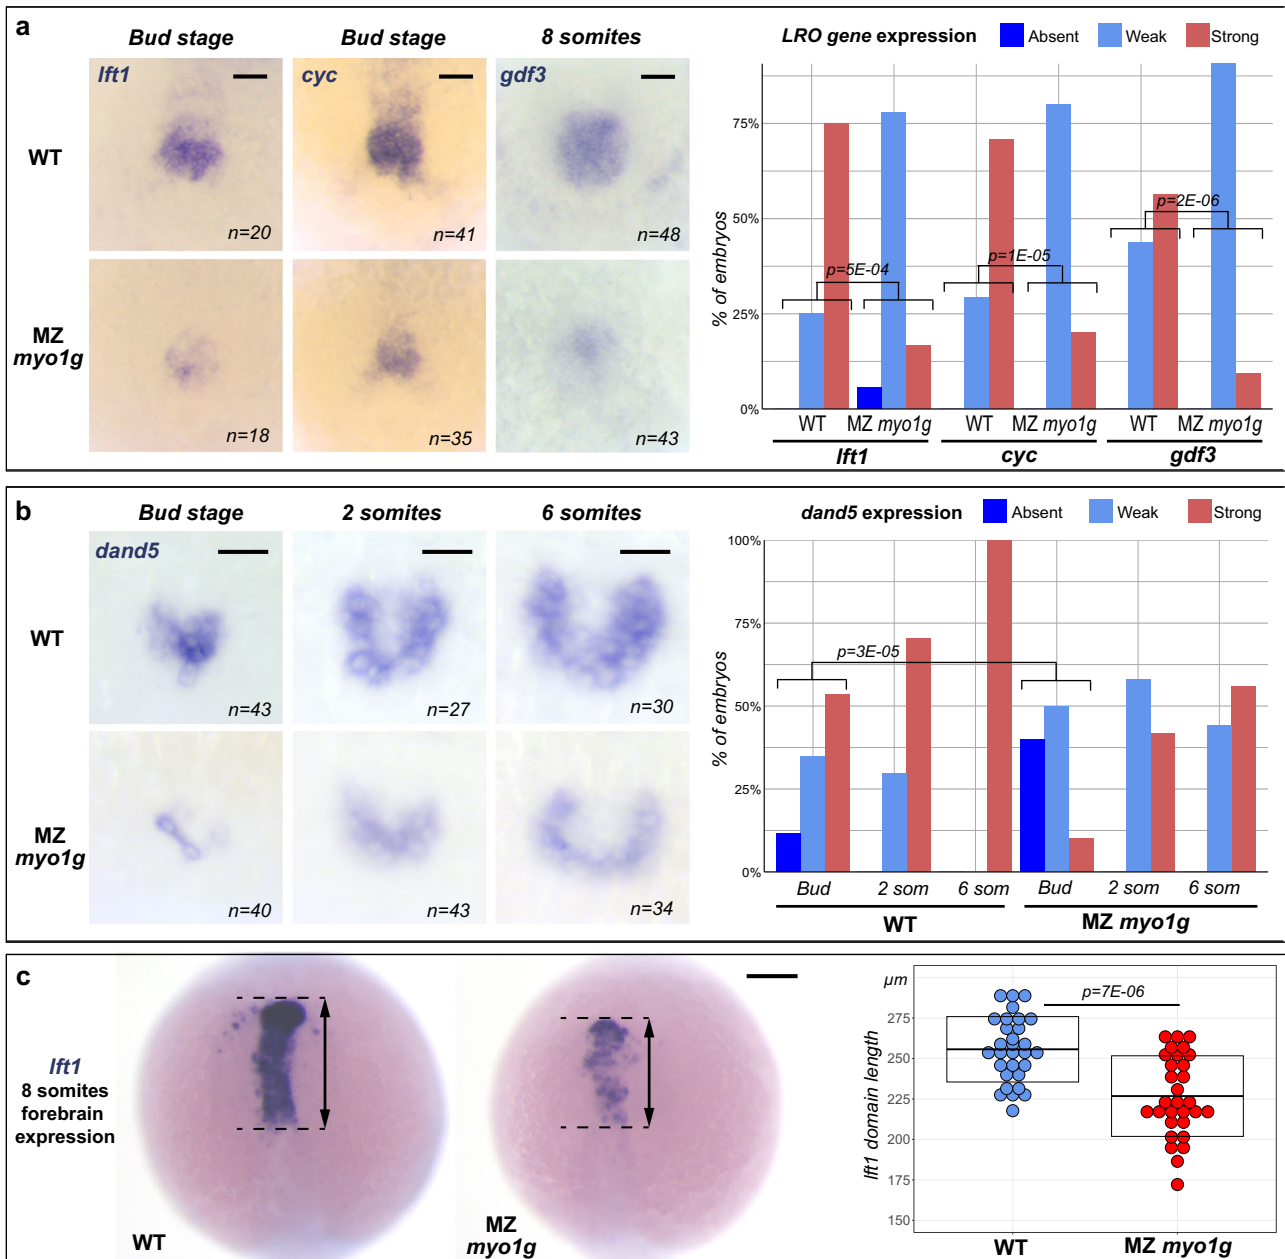 a
Bud stage
Bud stage
8 somites
lft1
cyc
gdf3
WT
n=20
n=41
n=48
MZ
myo1g
n=18
n=35
n=43
LRO gene expression
Absent
Weak
Strong
% of embryos
75%
50%
25%
0%
p=5E-04
p=1E-05
p=2E-06
WT
MZ myo1g
WT
MZ myo1g
WT
MZ myo1g
lft1
cyc
gdf3
b
Bud stage
2 somites
6 somites
dand5
WT
n=43
n=27
n=30
MZ
myo1g
n=40
n=43
n=34
dand5 expression
Absent
Weak
Strong
% of embryos
100%
75%
50%
25%
0%
p=3E-05
Bud
2 som
6 som
Bud
2 som
6 som
WT
MZ myo1g
c
lft1
8 somites
forebrain
expression
WT
MZ
myo1g
µm
lft1 domain length
275
250
225
200
175
150
p=7E-06
WT
MZ myo1g